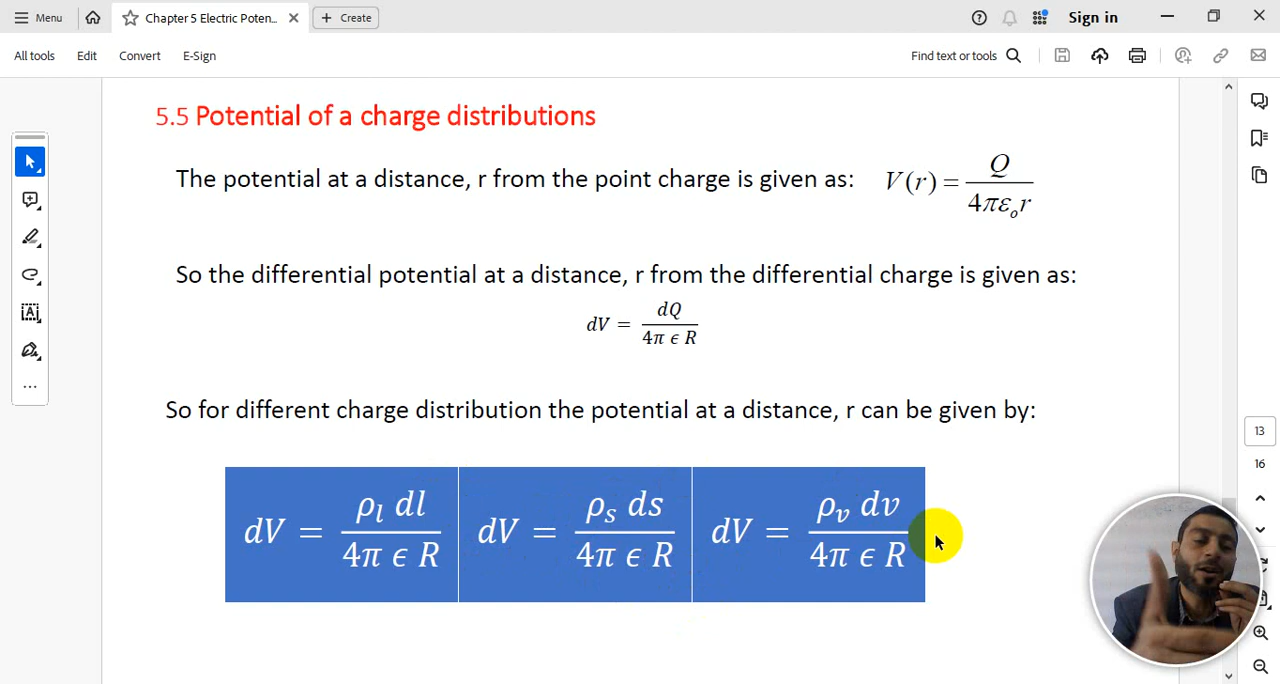 Menu
Chapter 5 Electric Poten...
Create
Sign in
All tools
Edit
Convert
E-Sign
Find text or tools
5.5 Potential of a charge distributions
The potential at a distance, r from the point charge is given as: V(r) = Q / 4πε₀r
So the differential potential at a distance, r from the differential charge is given as:
dV = dQ / 4π ϵ R
So for different charge distribution the potential at a distance, r can be given by:
dV = ρₗ dl / 4π ϵ R
dV = ρₛ ds / 4π ϵ R
dV = ρᵥ dv / 4π ϵ R
13
16